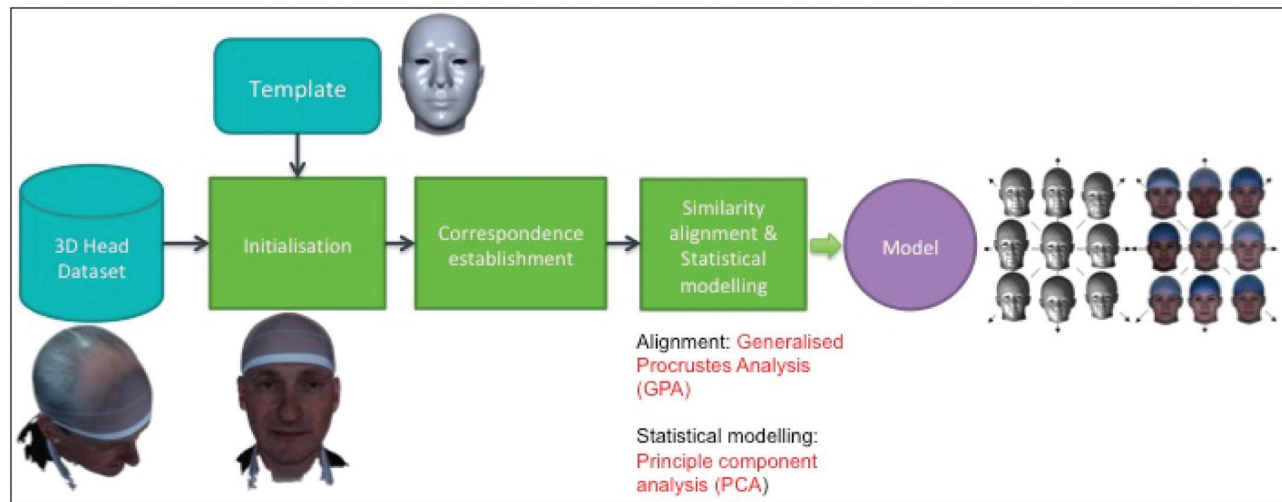 Template
3D Head
Dataset
Initialisation
Correspondence
establishment
Similarity
alignment &
Statistical
modelling
Model
Alignment: Generalised
Procrustes Analysis
(GPA)
Statistical modelling:
Principle component
analysis (PCA)